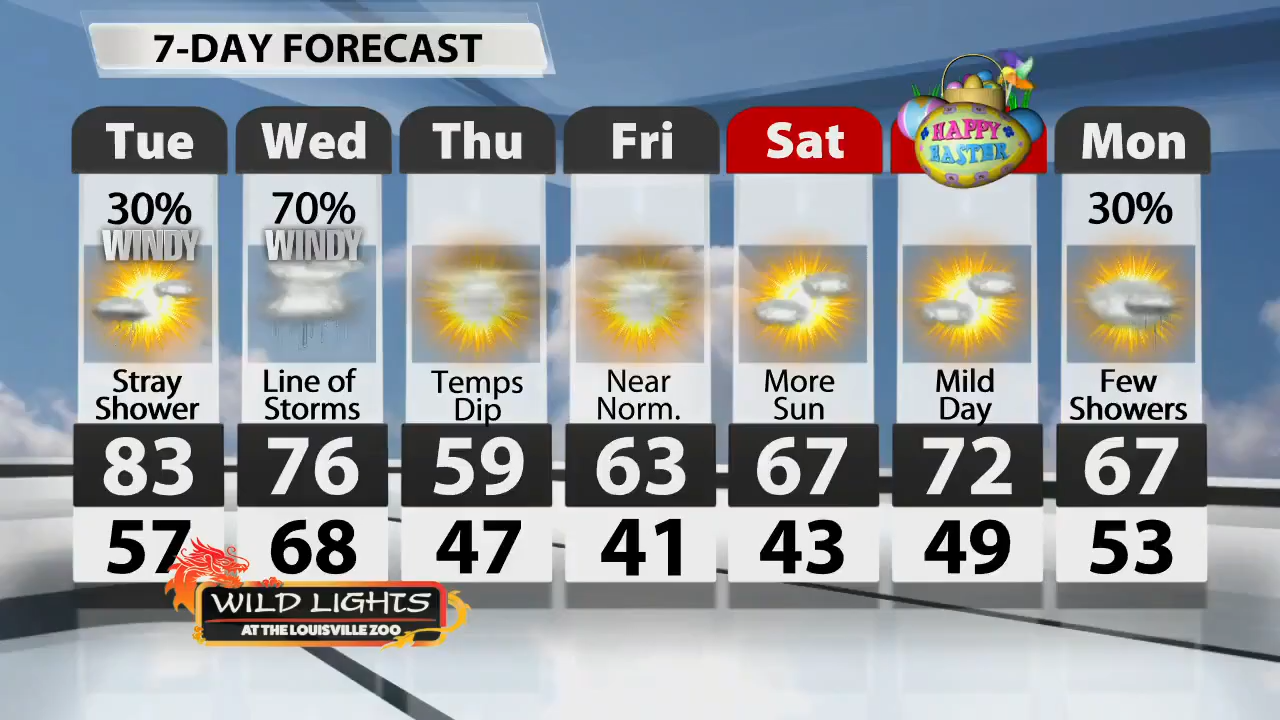 7-DAY FORECAST
Tue Wed Thu Fri Sat HAPPY EASTER Mon
30% 70% 30%
WINDY WINDY
Stray Shower
Line of Storms
Temps Dip
Near Norm.
More Sun
Mild Day
Few Showers
83 76 59 63 67 72 67
57 68 47 41 43 49 53
WILD LIGHTS
AT THE LOUISVILLE ZOO